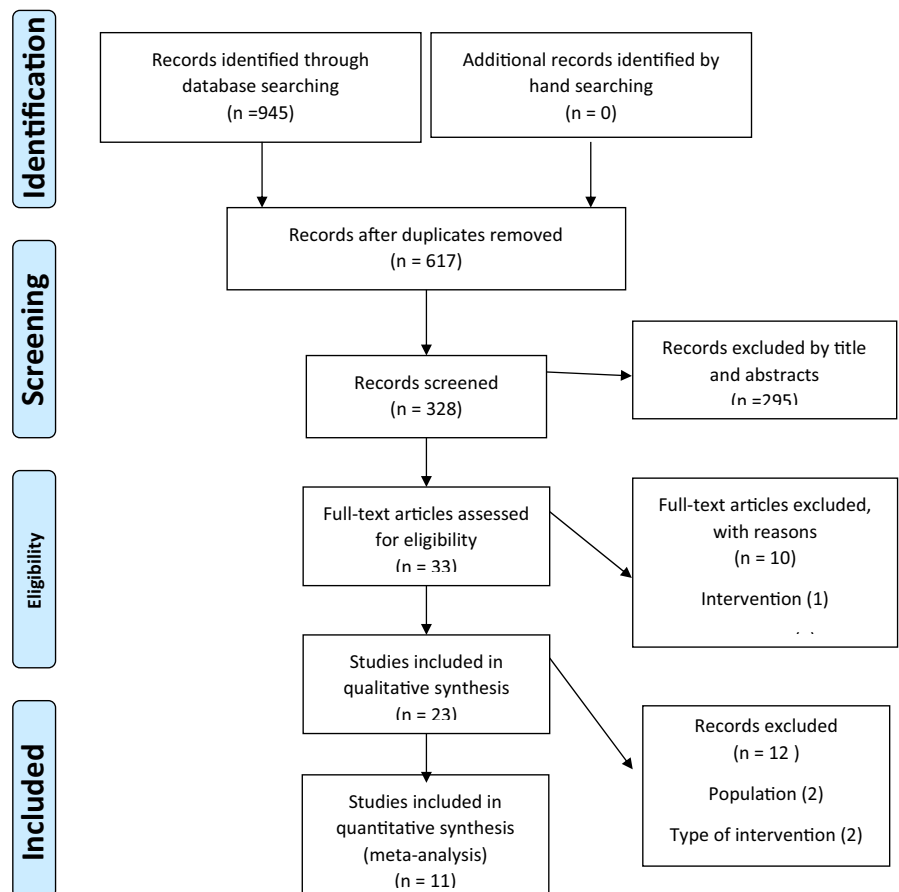 Identification
Records identified through
database searching
(n =945)
Additional records identified by
hand searching
(n = 0)
Records after duplicates removed
(n = 617)
Screening
Records screened
(n = 328)
Records excluded by title
and abstracts
(n =295)
Eligibility
Full-text articles assessed
for eligibility
(n = 33)
Full-text articles excluded,
with reasons
(n = 10)
Intervention (1)
Studies included in
qualitative synthesis
(n = 23)
Included
Records excluded
(n = 12 )
Population (2)
Type of intervention (2)
Studies included in
quantitative synthesis
(meta-analysis)
(n = 11)